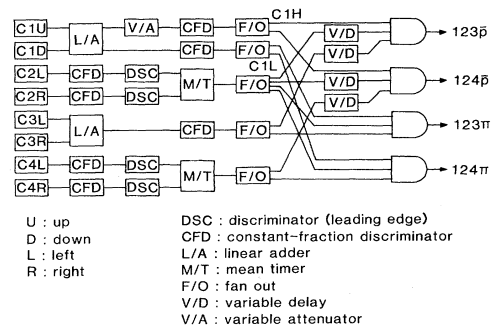 C1H
C1U V/A CFD F/O
L/A
C1D CFD F/O V/D 123p̄
C1L V/D
C2L CFD DSC
M/T F/O V/D 124p̄
C2R CFD DSC V/D
C3L
L/A CFD F/O 123π
C3R
C4L CFD DSC
M/T F/O 124π
C4R CFD DSC
U : up
D : down
L : left
R : right
DSC : discriminator (leading edge)
CFD : constant-fraction discriminator
L/A : linear adder
M/T : mean timer
F/O : fan out
V/D : variable delay
V/A : variable attenuator